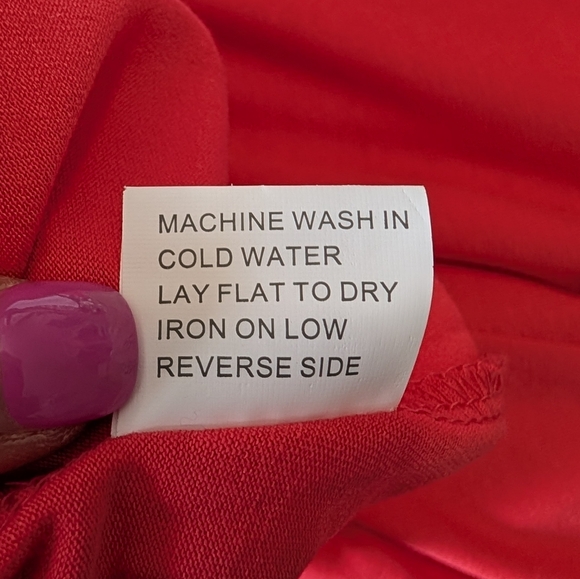 MACHINE WASH IN
COLD WATER
LAY FLAT TO DRY
IRON ON LOW
REVERSE SIDE